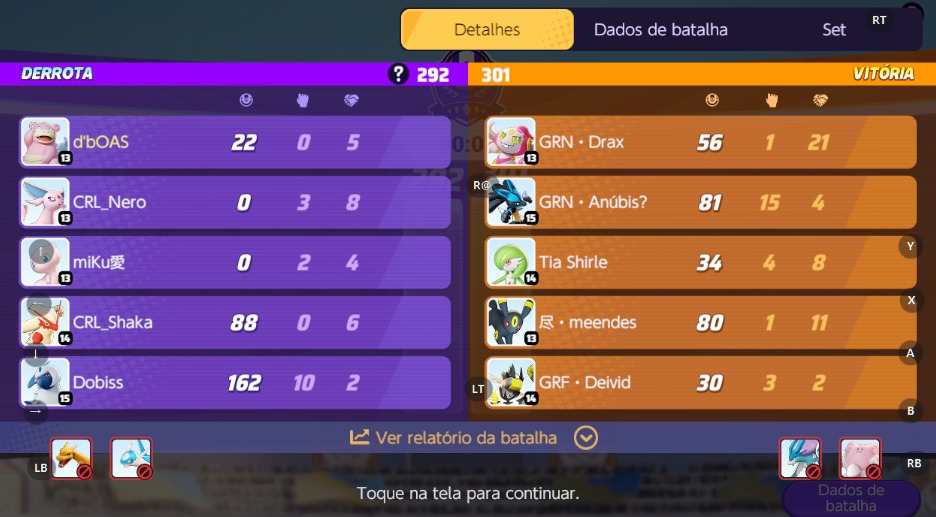 Detalhes
Dados de batalha
Set
RT
DERROTA
? 292
301
VITÓRIA
d'bOAS 22 0 5
13
GRN・Drax 56 1 21
13
CRL_Nero 0 3 8
13
R@
GRN・Anúbis? 81 15 4
15
miKu愛 0 2 4
13
Tia Shirle 34 4 8
14
Y
CRL_Shaka 88 0 6
14
尽・meendes 80 1 11
13
X
A
Dobiss 162 10 2
15
LT
GRF・Deivid 30 3 2
14
B
Ver relatório da batalha
LB
RB
Toque na tela para continuar.
Dados de
batalha